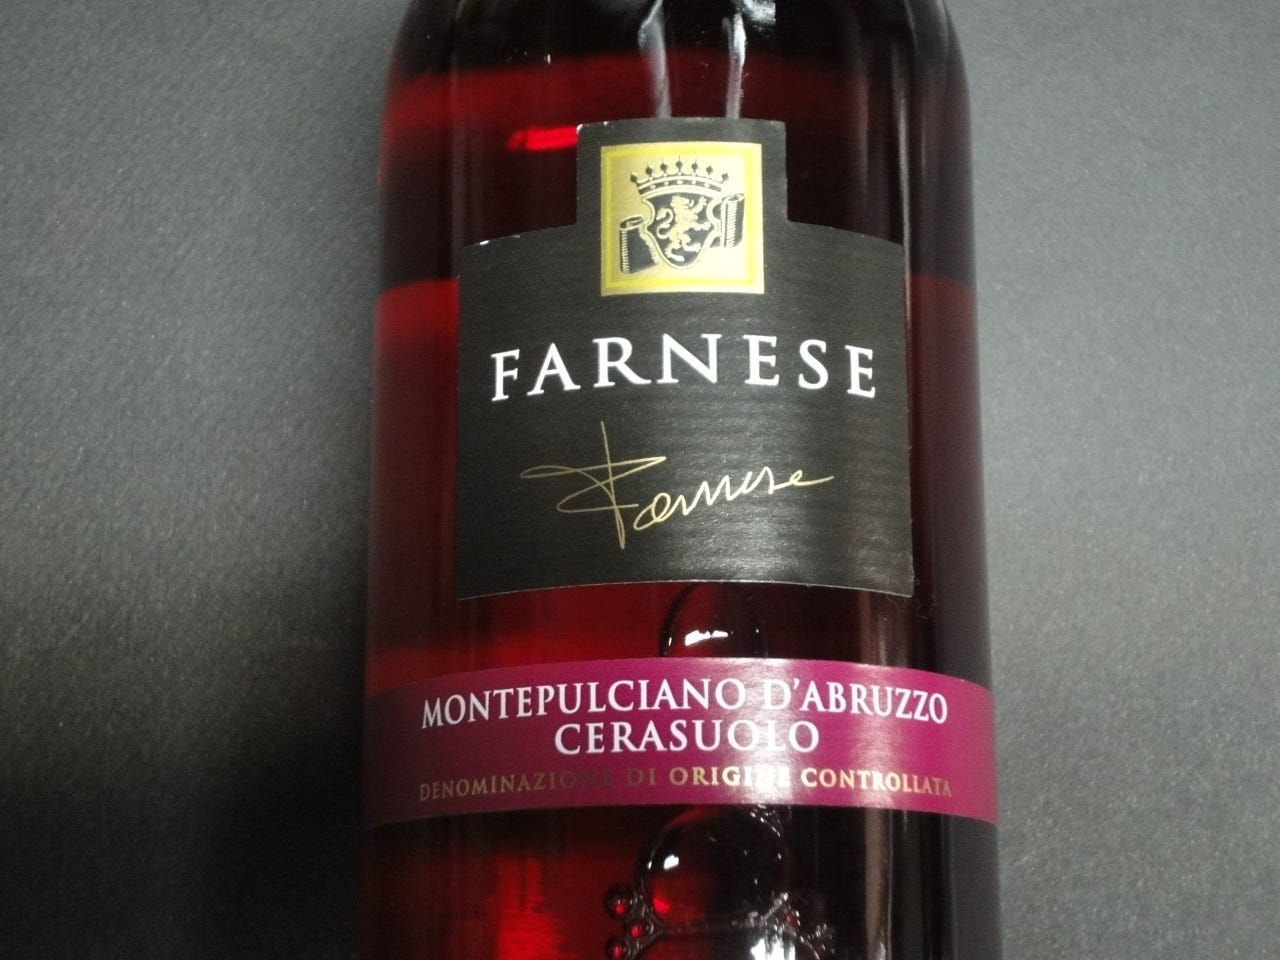 FARNESE
Farnese
MONTEPULCIANO D'ABRUZZO
CERASUOLO
DENOMINAZIONE DI ORIGINE CONTROLLATA